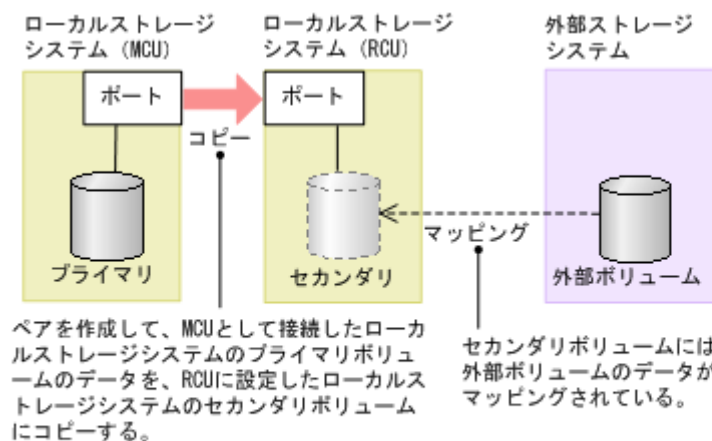 ローカルストレージ
システム（MCU）
ローカルストレージ
システム（RCU）
外部ストレージ
システム
ポート
ポート
コピー
マッピング
プライマリ
セカンダリ
外部ボリューム
ペアを作成して、MCUとして接続したローカ
ルストレージシステムのプライマリボリュ
ームのデータを、RCUに設定したローカルス
トレージシステムのセカンダリボリューム
にコピーする。
セカンダリボリュームには
外部ボリュームのデータが
マッピングされている。